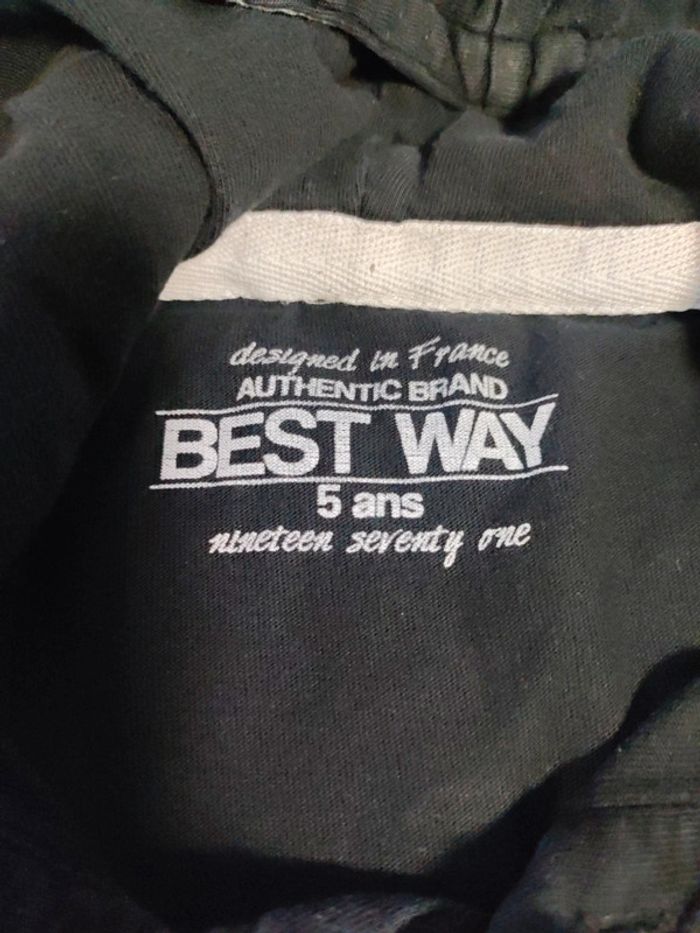 designed in France
AUTHENTIC BRAND
BEST WAY
5 ans
nineteen seventy one